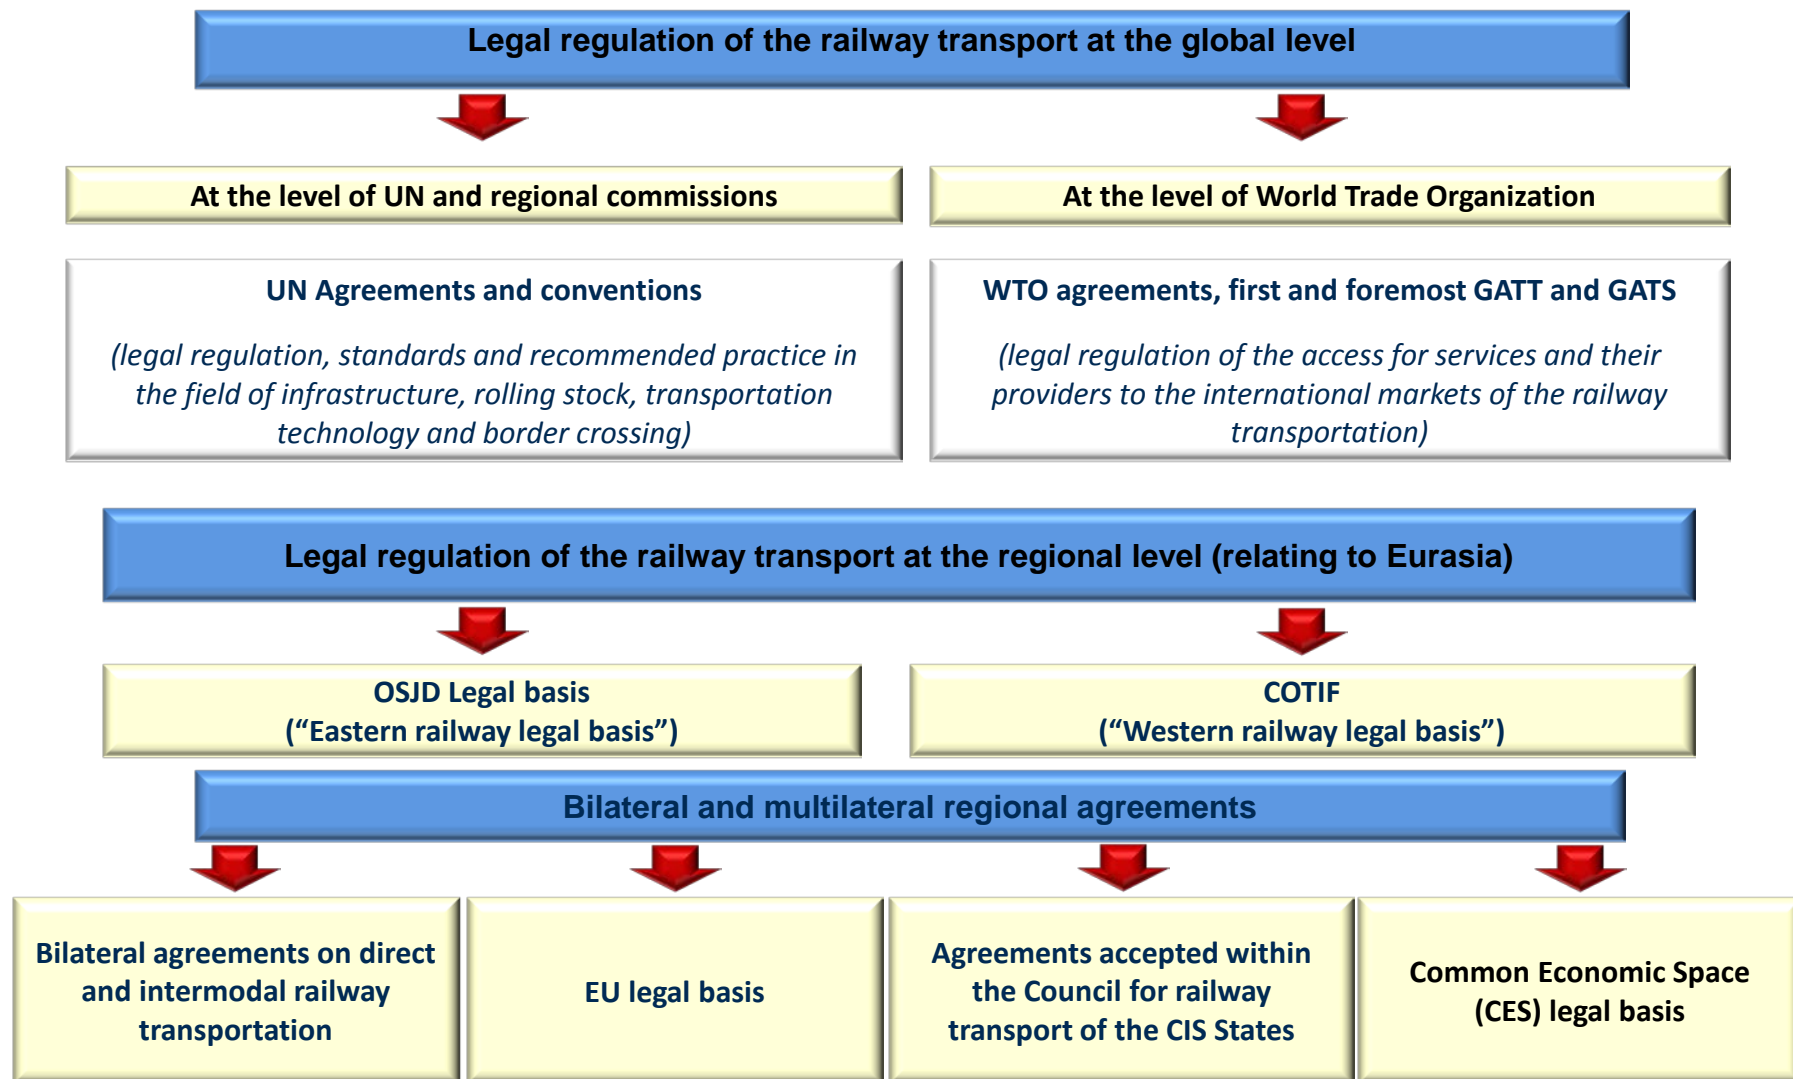 Legal regulation of the railway transport at the global level
At the level of UN and regional commissions
At the level of World Trade Organization
UN Agreements and conventions
(legal regulation, standards and recommended practice in
the field of infrastructure, rolling stock, transportation
technology and border crossing)
WTO agreements, first and foremost GATT and GATS
(legal regulation of the access for services and their
providers to the international markets of the railway
transportation)
Legal regulation of the railway transport at the regional level (relating to Eurasia)
OSJD Legal basis
(“Eastern railway legal basis”)
COTIF
(“Western railway legal basis”)
Bilateral and multilateral regional agreements
Bilateral agreements on direct
and intermodal railway
transportation
EU legal basis
Agreements accepted within
the Council for railway
transport of the CIS States
Common Economic Space
(CES) legal basis